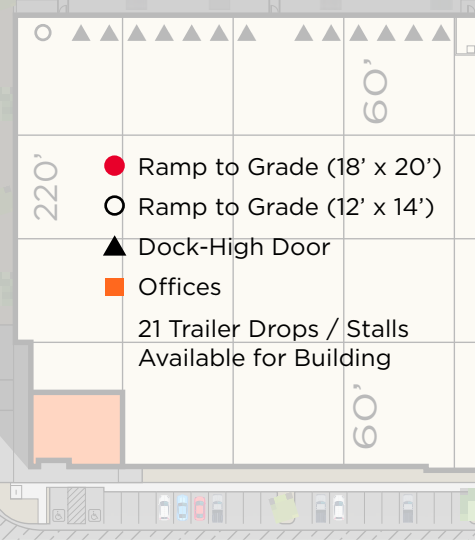 60’
220’
Ramp to Grade (18’ x 20’)
Ramp to Grade (12’ x 14’)
Dock-High Door
Offices
21 Trailer Drops / Stalls
Available for Building
60’